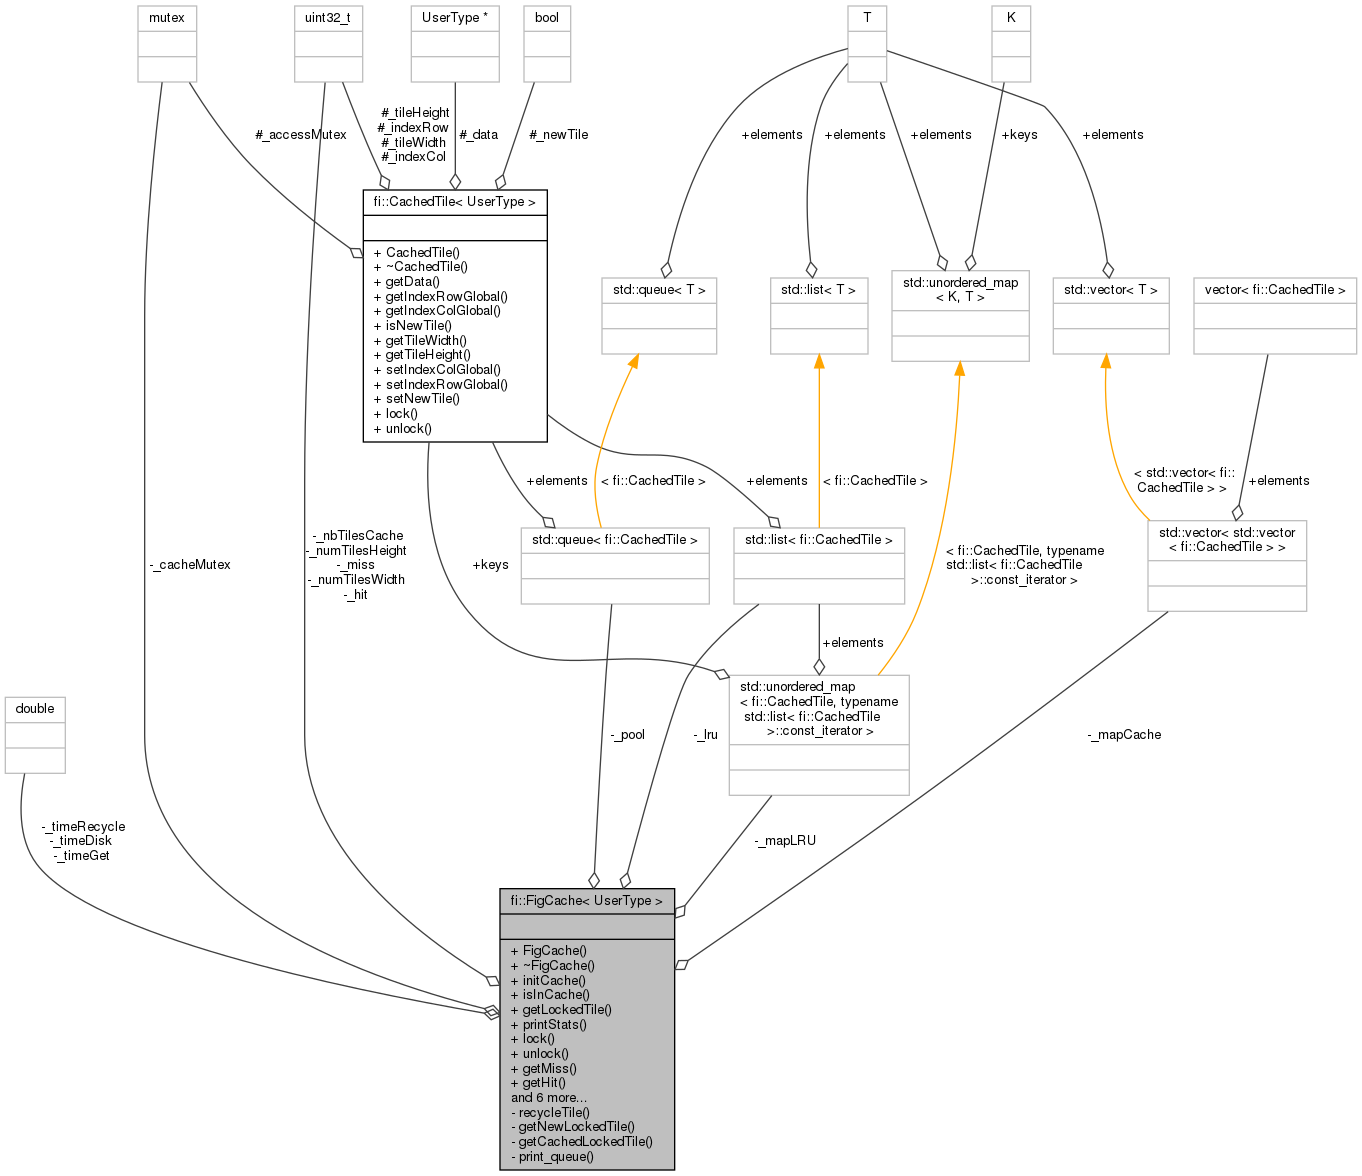 mutex
uint32_t
UserType *
bool
T
K
#_accessMutex
#_tileHeight
#_indexRow
#_tileWidth
#_indexCol
#_data
#_newTile
+elements
+elements
+elements
+keys
+elements
fi::CachedTile< UserType >
+ CachedTile()
+ ~CachedTile()
+ getData()
+ getIndexRowGlobal()
+ getIndexColGlobal()
+ isNewTile()
+ getTileWidth()
+ getTileHeight()
+ setIndexColGlobal()
+ setIndexRowGlobal()
+ setNewTile()
+ lock()
+ unlock()
std::queue< T >
std::list< T >
std::unordered_map
< K, T >
std::vector< T >
vector< fi::CachedTile >
+elements
< fi::CachedTile >
+elements
< fi::CachedTile >
< std::vector< fi::
CachedTile > >
+elements
-_cacheMutex
-_nbTilesCache
-_numTilesHeight
-_miss
-_numTilesWidth
-_hit
+keys
std::queue< fi::CachedTile >
std::list< fi::CachedTile >
< fi::CachedTile, typename
std::list< fi::CachedTile
>::const_iterator >
std::vector< std::vector
< fi::CachedTile > >
+elements
double
std::unordered_map
< fi::CachedTile, typename
std::list< fi::CachedTile
>::const_iterator >
-_pool
-_lru
-_mapCache
-_timeRecycle
-_timeDisk
-_timeGet
-_mapLRU
fi::FigCache< UserType >
+ FigCache()
+ ~FigCache()
+ initCache()
+ isInCache()
+ getLockedTile()
+ printStats()
+ lock()
+ unlock()
+ getMiss()
+ getHit()
and 6 more...
- recycleTile()
- getNewLockedTile()
- getCachedLockedTile()
- print_queue()